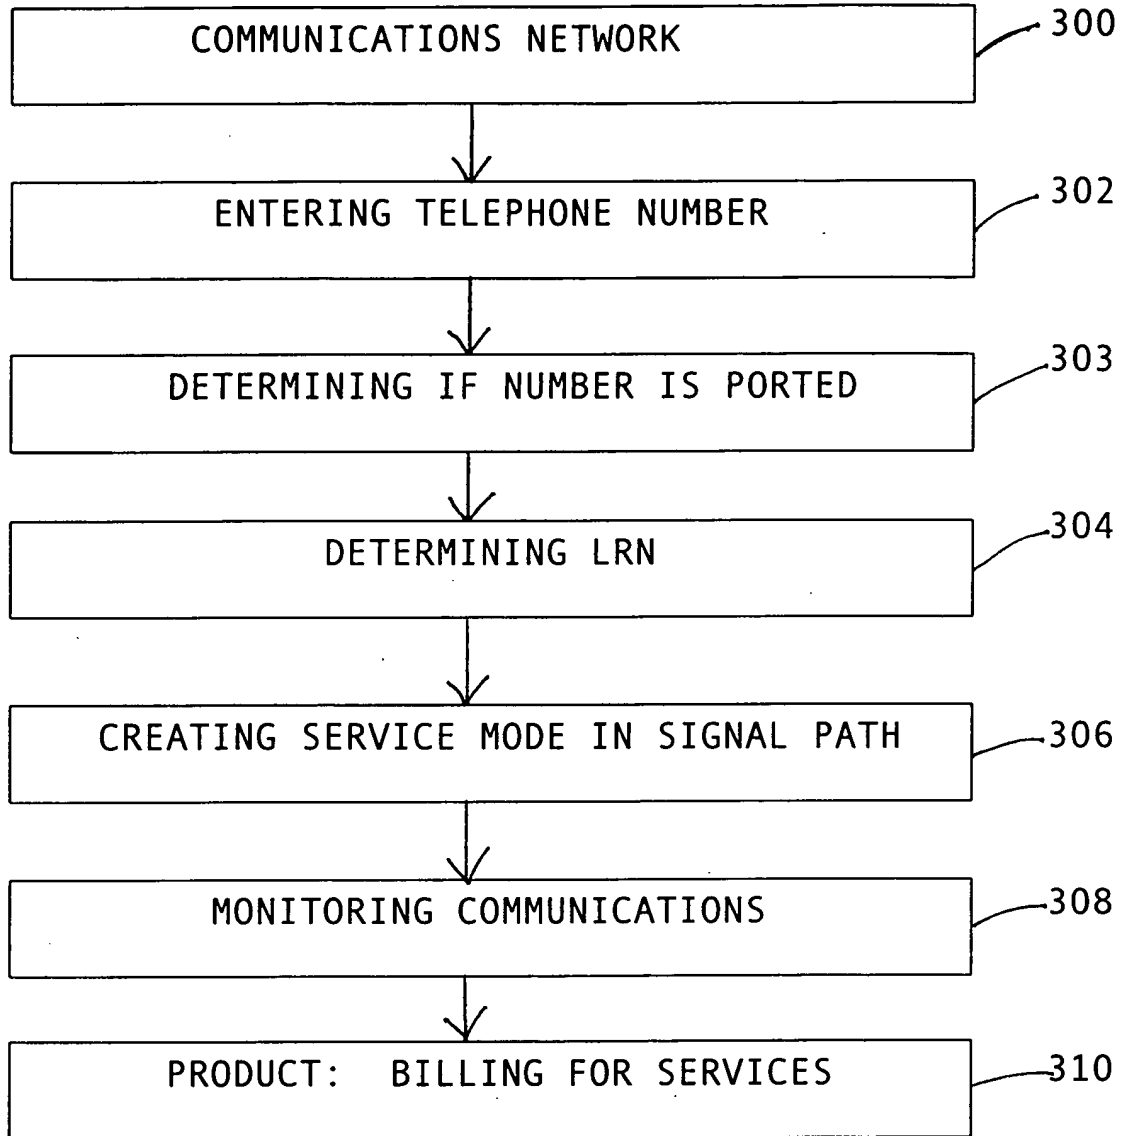 COMMUNICATIONS NETWORK 300
ENTERING TELEPHONE NUMBER 302
DETERMINING IF NUMBER IS PORTED 303
DETERMINING LRN 304
CREATING SERVICE MODE IN SIGNAL PATH 306
MONITORING COMMUNICATIONS 308
PRODUCT: BILLING FOR SERVICES 310